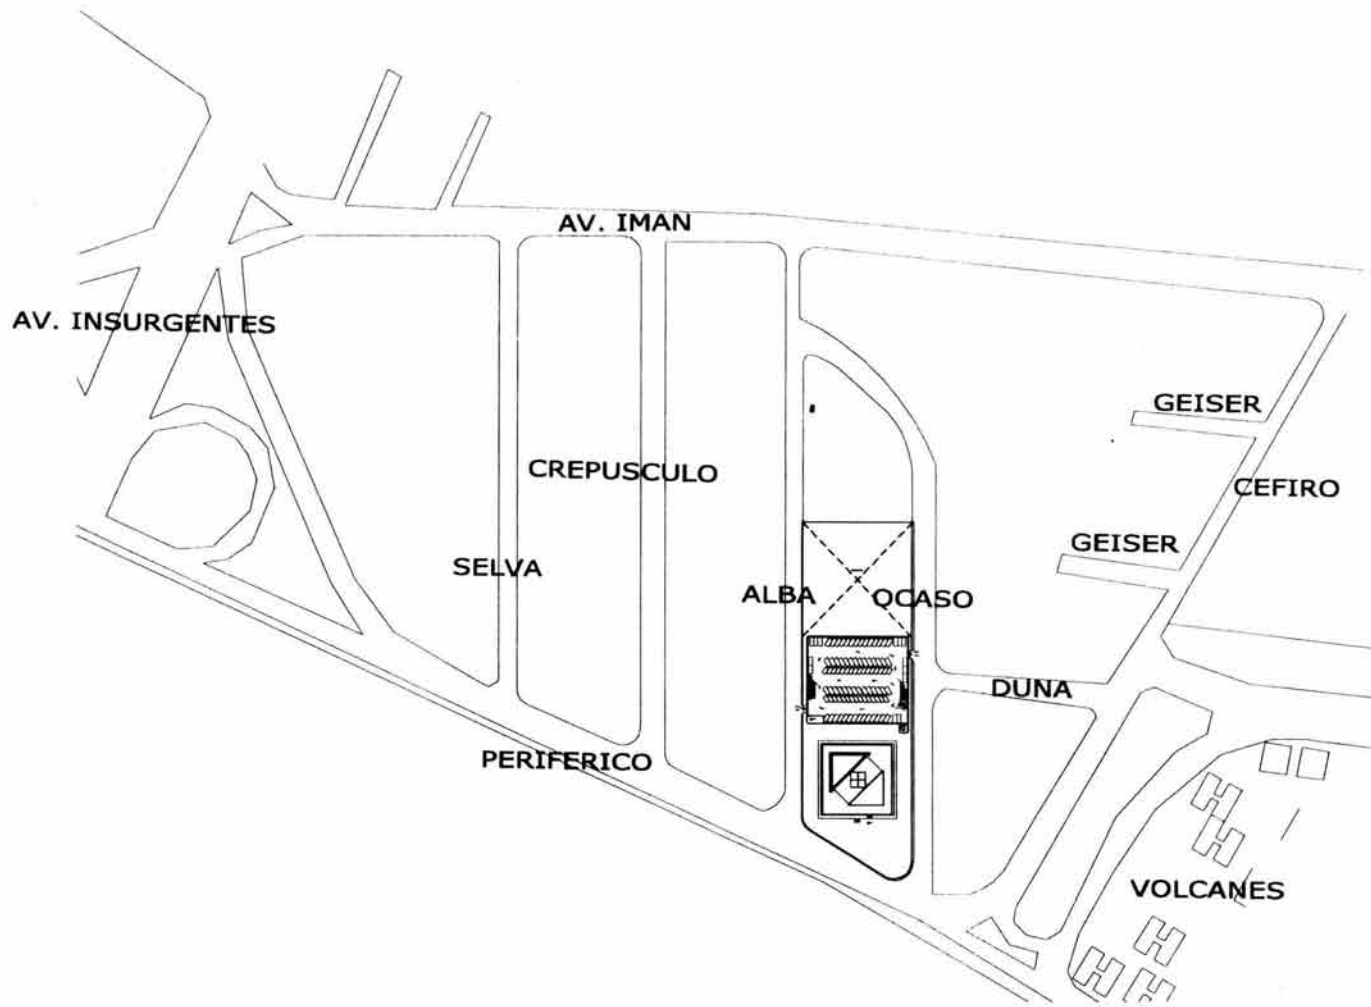 AV. IMAN
AV. INSURGENTES
GEISER
CREPUSCULO
CEFIRO
GEISER
SELVA
ALBA
OCASO
DUNA
PERIFERICO
VOLCANES